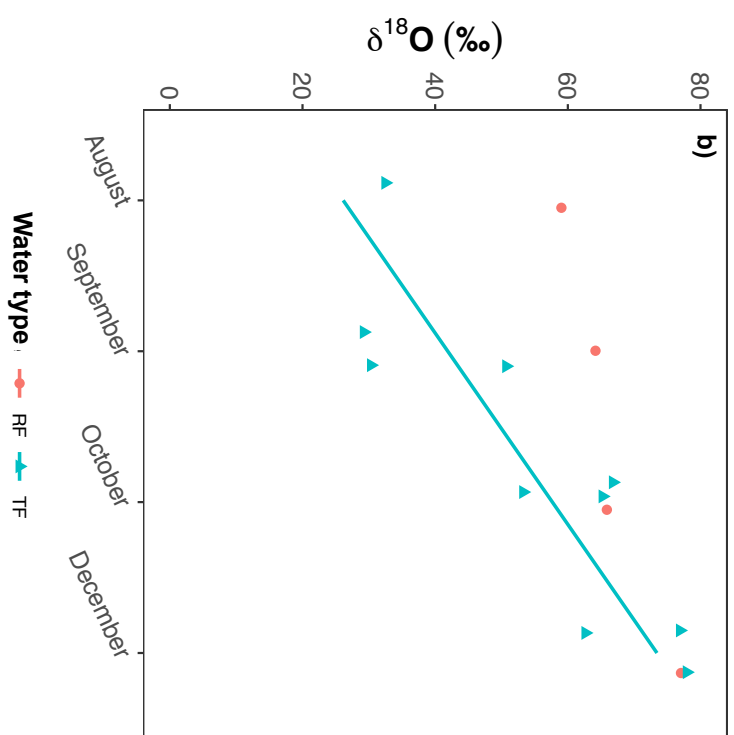 b)
δ18O (‰)
80
60
40
20
0
August
September
October
December
Water type
RF
TF